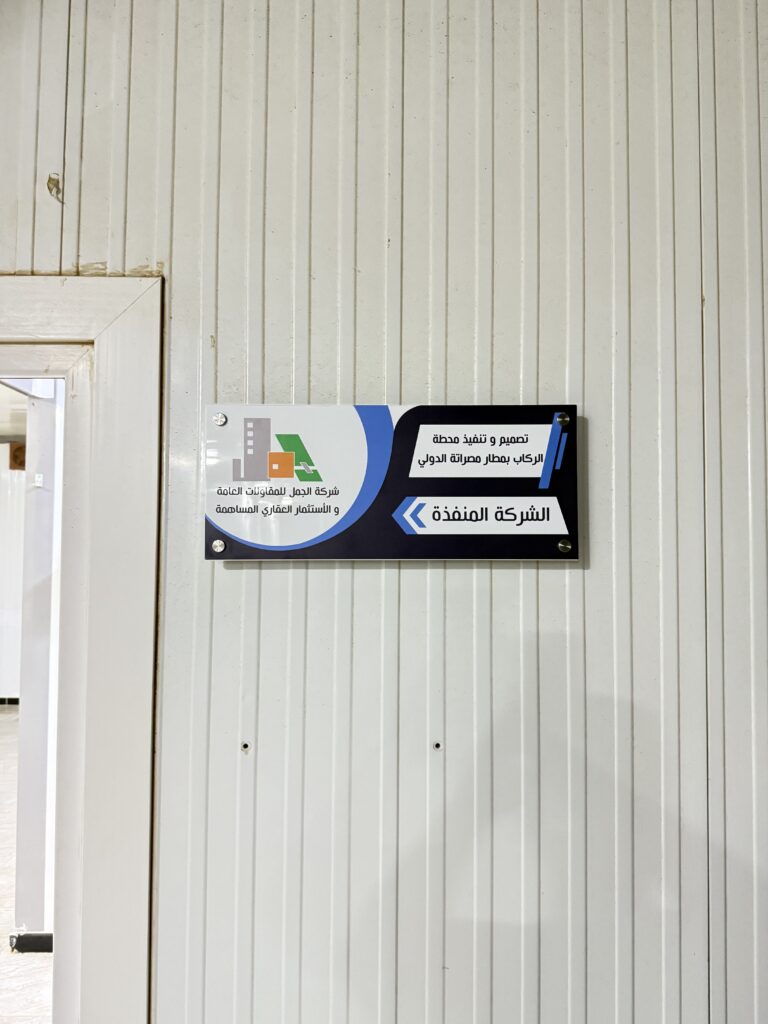 تصميم و تنفيذ محطة
الركاب بمطار مصراتة الدولي
الشركة المنفذة
شركة الجمل للمقاولات العامة
و الأستثمار العقاري المساهمة